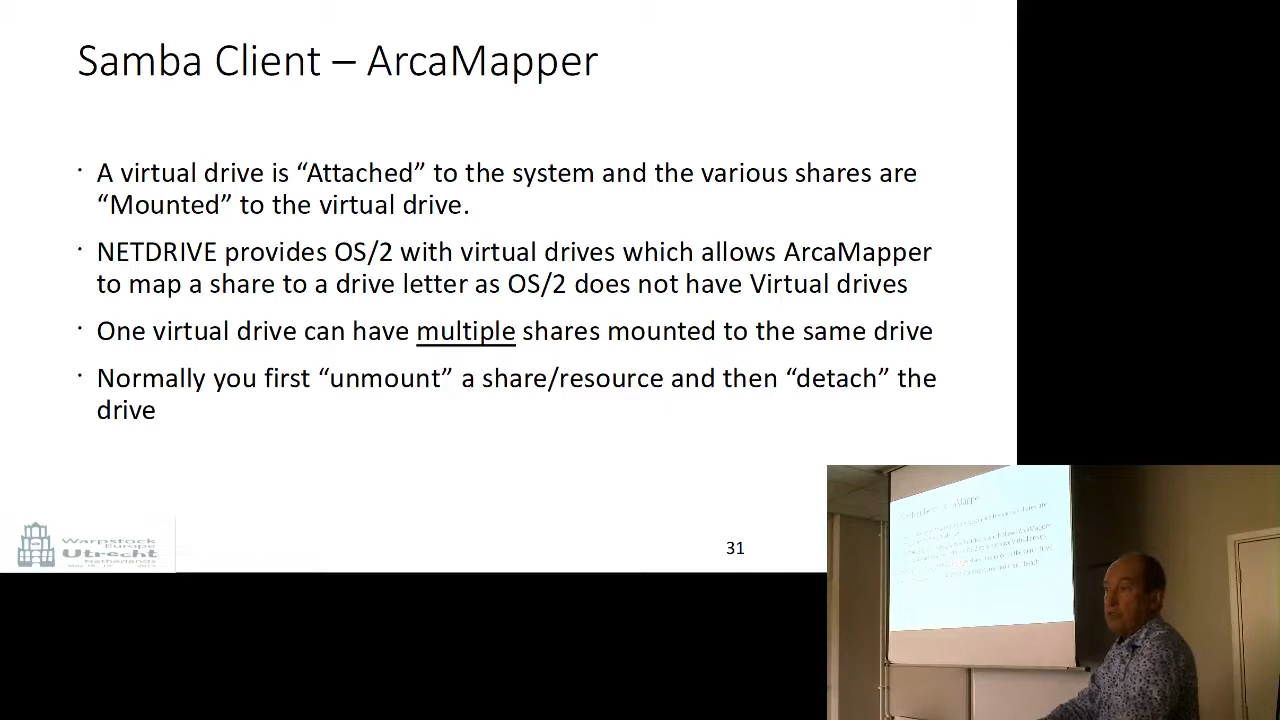 Samba Client – ArcaMapper
· A virtual drive is “Attached” to the system and the various shares are
“Mounted” to the virtual drive.
· NETDRIVE provides OS/2 with virtual drives which allows ArcaMapper
to map a share to a drive letter as OS/2 does not have Virtual drives
· One virtual drive can have multiple shares mounted to the same drive
· Normally you first “unmount” a share/resource and then “detach” the
drive
Warpstock
Europe
Utrecht
Netherlands
31